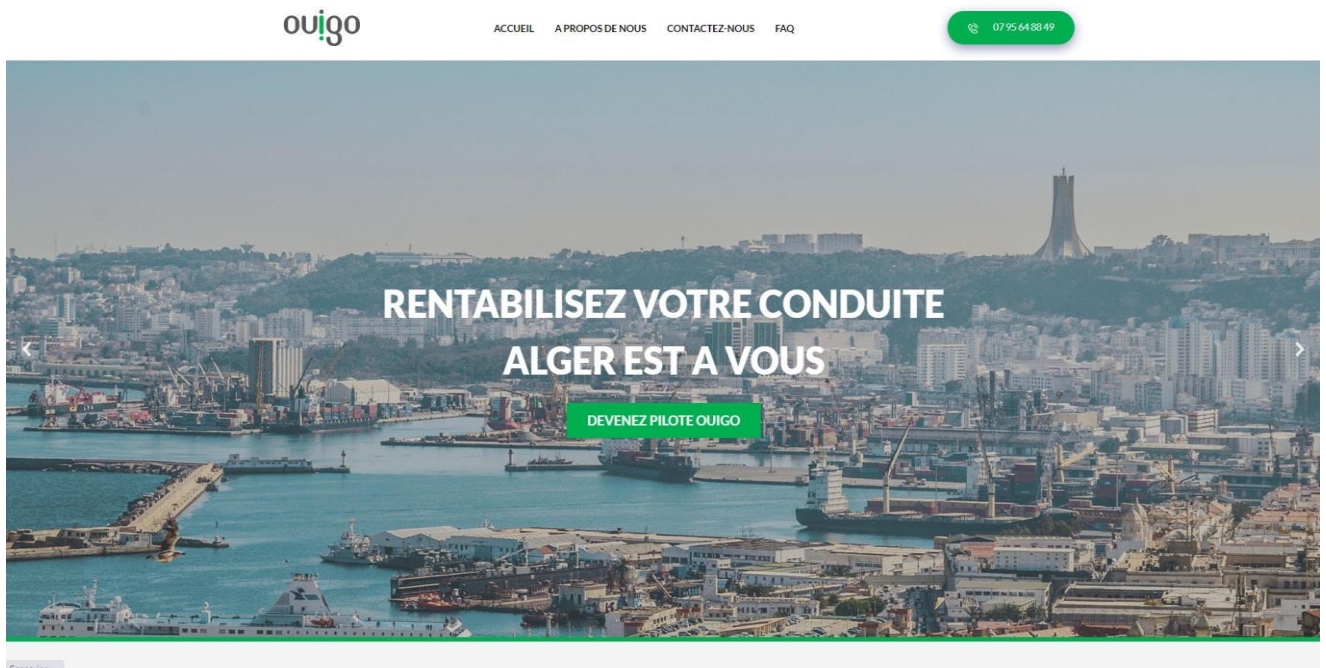 ouigo
ACCUEIL A PROPOS DE NOUS CONTACTEZ-NOUS FAQ
07 95 64 88 49
RENTABILISEZ VOTRE CONDUITE
ALGER EST A VOUS
DEVENEZ PILOTE OUIGO